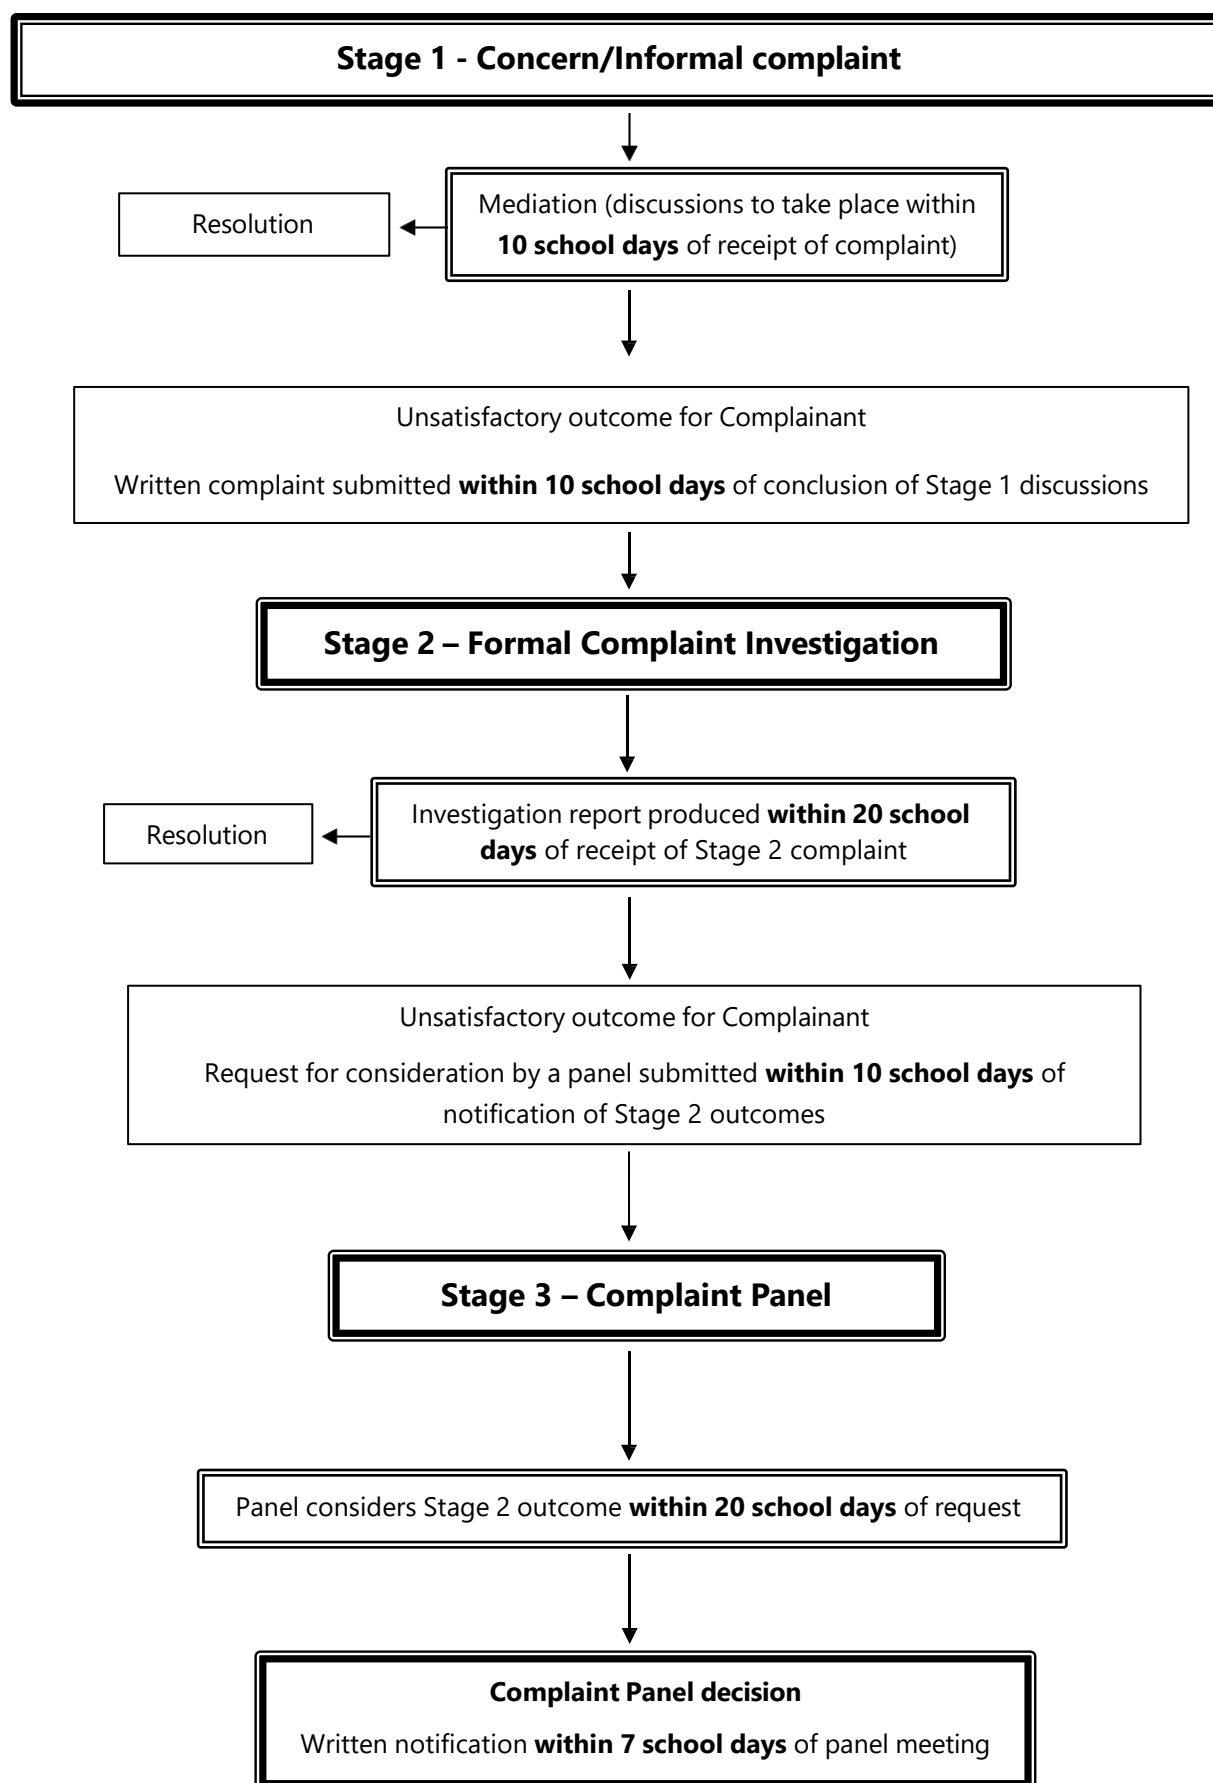 Stage 1 - Concern/Informal complaint
Mediation (discussions to take place within
10 school days of receipt of complaint)
Resolution
Unsatisfactory outcome for Complainant
Written complaint submitted within 10 school days of conclusion of Stage 1 discussions
Stage 2 – Formal Complaint Investigation
Investigation report produced within 20 school
days of receipt of Stage 2 complaint
Resolution
Unsatisfactory outcome for Complainant
Request for consideration by a panel submitted within 10 school days of
notification of Stage 2 outcomes
Stage 3 – Complaint Panel
Panel considers Stage 2 outcome within 20 school days of request
Complaint Panel decision
Written notification within 7 school days of panel meeting